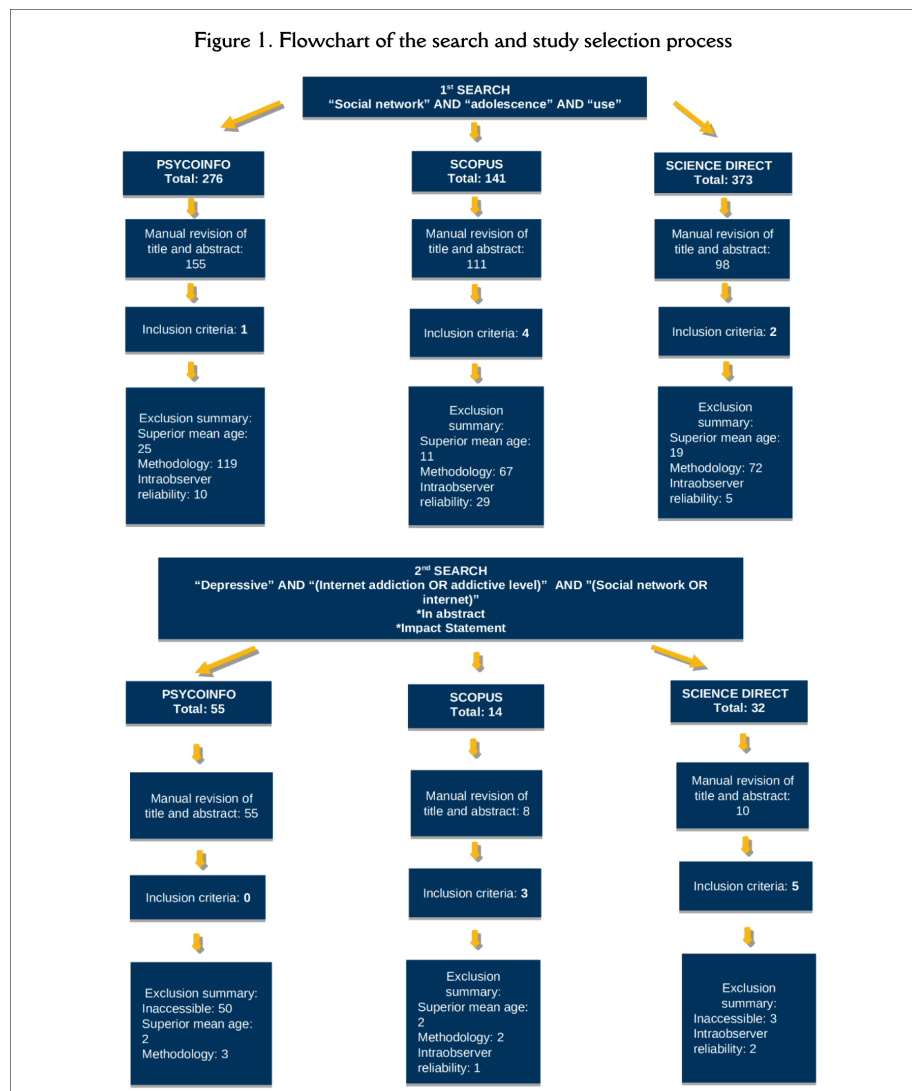 Figure 1. Flowchart of the search and study selection process
1st SEARCH
“Social network” AND “adolescence” AND “use”
PSYCOINFO
Total: 276
Manual revision of
title and abstract:
155
Inclusion criteria: 1
Exclusion summary:
Superior mean age:
25
Methodology: 119
Intraobserver
reliability: 10
SCOPUS
Total: 141
Manual revision of
title and abstract:
111
Inclusion criteria: 4
Exclusion
summary:
Superior mean age:
11
Methodology: 67
Intraobserver
reliability: 29
SCIENCE DIRECT
Total: 373
Manual revision of
title and abstract:
98
Inclusion criteria: 2
Exclusion
summary:
Superior mean age:
19
Methodology: 72
Intraobserver
reliability: 5
2nd SEARCH
“Depressive” AND “(Internet addiction OR addictive level)” AND ”(Social network OR
internet)”
*In abstract
*Impact Statement
PSYCOINFO
Total: 55
Manual revision of
title and abstract: 55
Inclusion criteria: 0
Exclusion summary:
Inaccessible: 50
Superior mean age:
2
Methodology: 3
SCOPUS
Total: 14
Manual revision of
title and abstract: 8
Inclusion criteria: 3
Exclusion
summary:
Superior mean age:
2
Methodology: 2
Intraobserver
reliability: 1
SCIENCE DIRECT
Total: 32
Manual revision of
title and abstract:
10
Inclusion criteria: 5
Exclusion
summary:
Inaccessible: 3
Intraobserver
reliability: 2